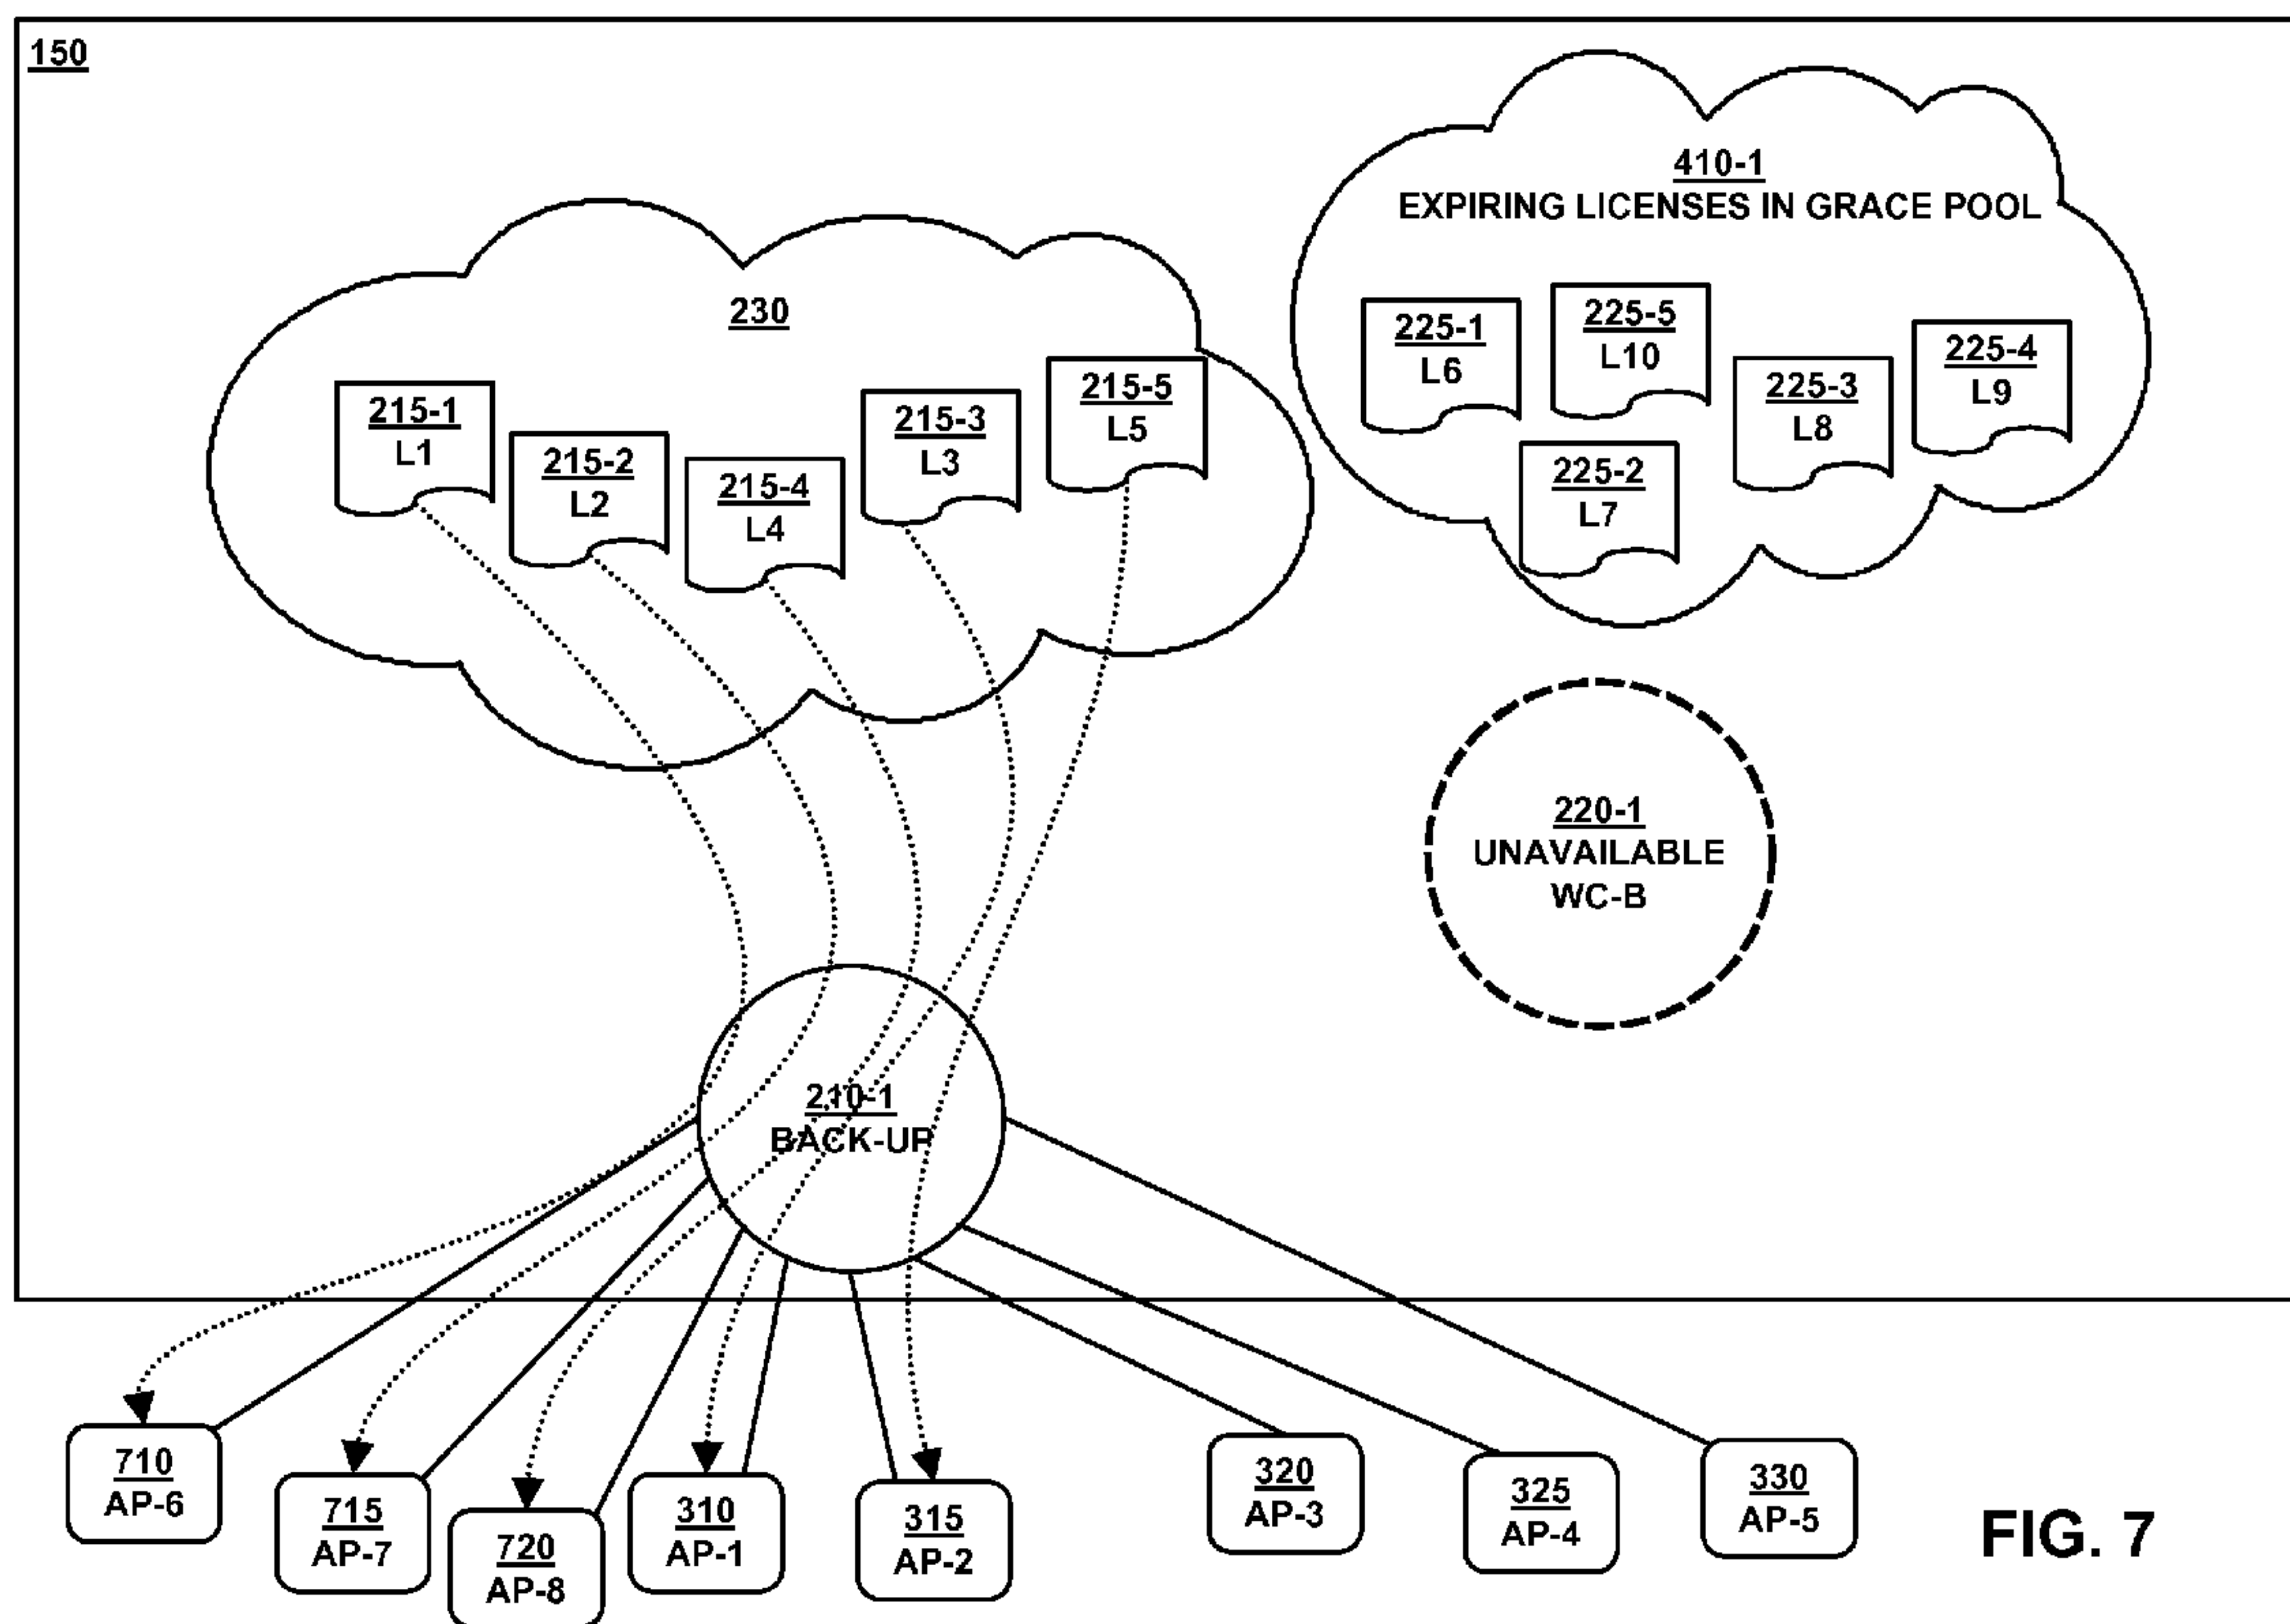 150
410-1
EXPIRING LICENSES IN GRACE POOL
230
225-1
L6
225-5
L10
225-3
L8
225-4
L9
225-2
L7
215-1
L1
215-2
L2
215-4
L4
215-3
L3
215-5
L5
220-1
UNAVAILABLE
WC-B
210-1
BACK-UP
710
AP-6
715
AP-7
720
AP-8
310
AP-1
315
AP-2
320
AP-3
325
AP-4
330
AP-5
FIG. 7